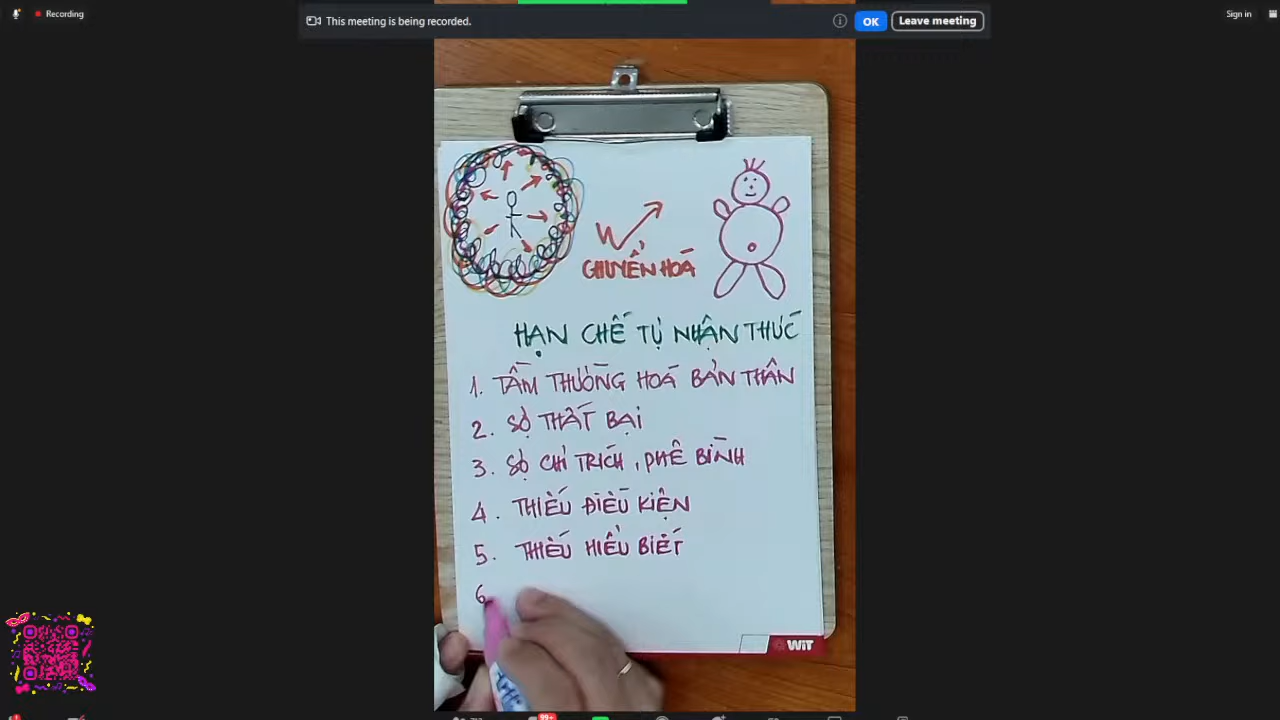 Recording
This meeting is being recorded.
OK
Leave meeting
Sign in
CHUYỂN HOÁ
HẠN CHẾ TỰ NHẬN THỨC
1. TẦM THƯỜNG HOÁ BẢN THÂN
2. SỢ THẤT BẠI
3. SỢ CHỈ TRÍCH, PHÊ BÌNH
4. THIẾU ĐIỀU KIỆN
5. THIẾU HIỂU BIẾT
6
WiT
99+